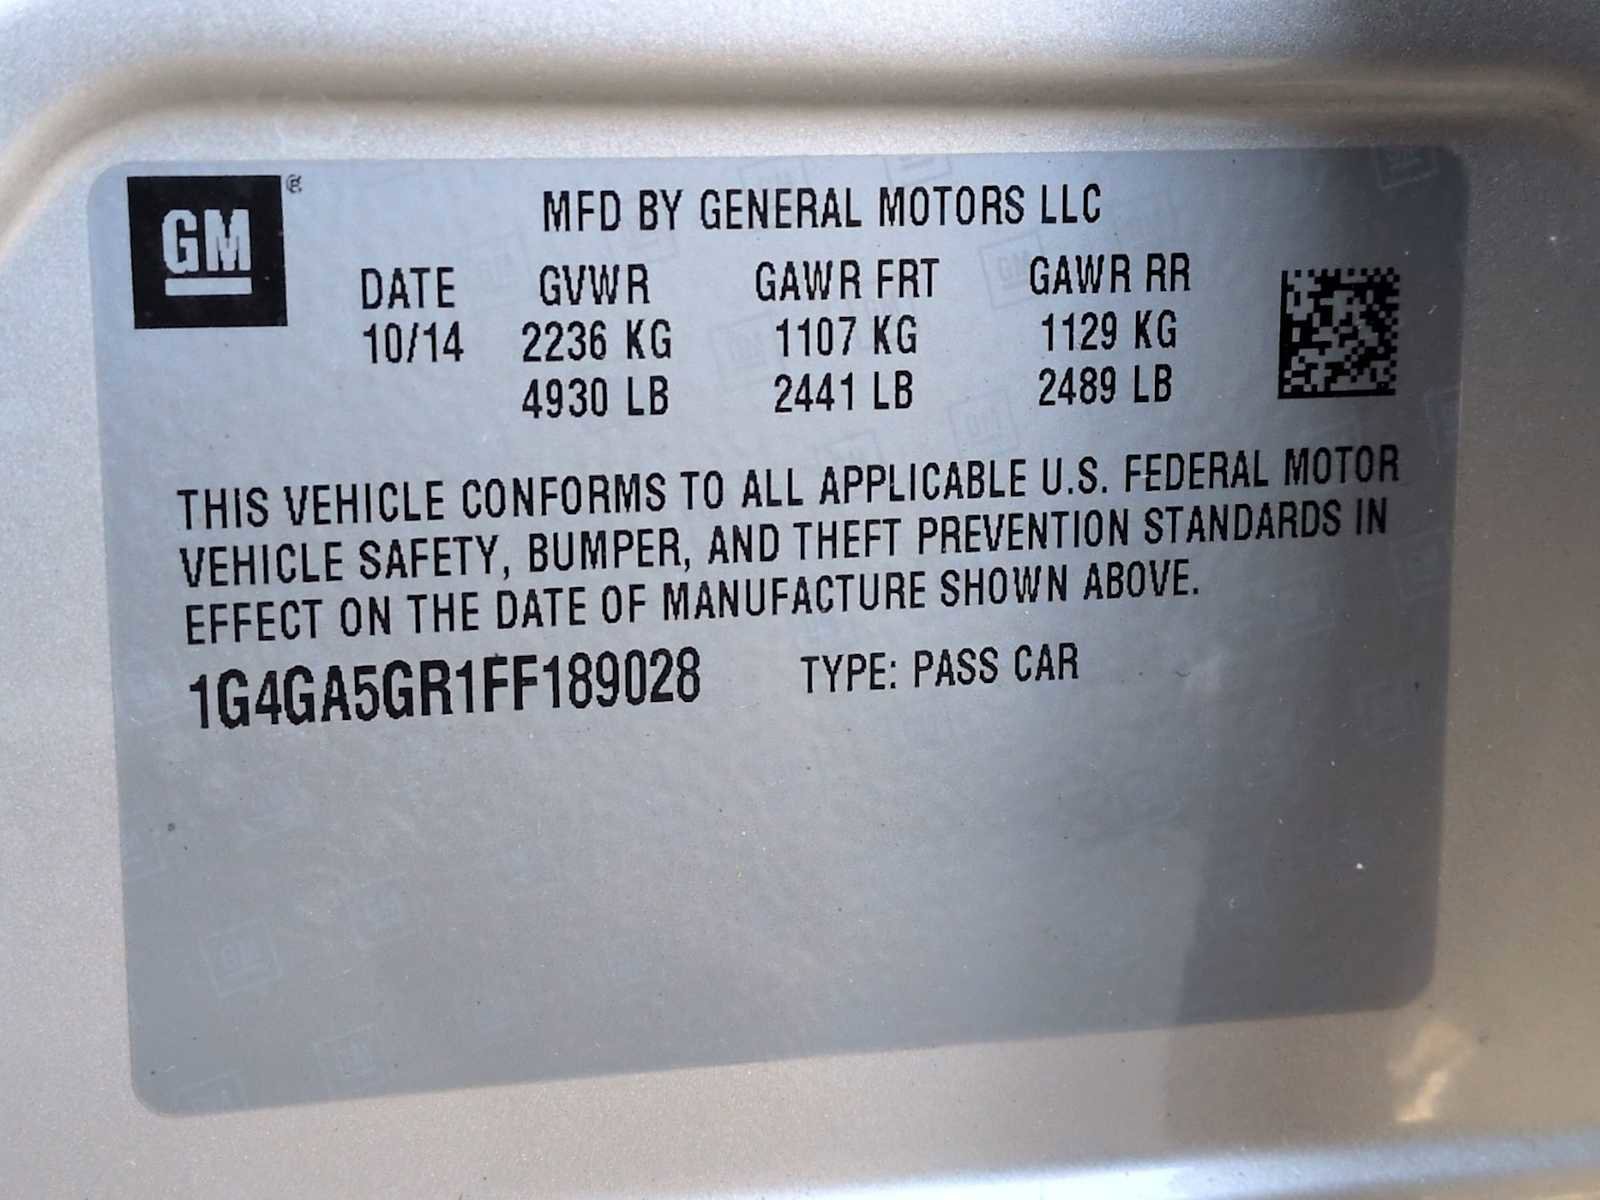 GM ®
MFD BY GENERAL MOTORS LLC
DATE GVWR GAWR FRT GAWR RR
10/14 2236 KG 1107 KG 1129 KG
4930 LB 2441 LB 2489 LB
THIS VEHICLE CONFORMS TO ALL APPLICABLE U.S. FEDERAL MOTOR
VEHICLE SAFETY, BUMPER, AND THEFT PREVENTION STANDARDS IN
EFFECT ON THE DATE OF MANUFACTURE SHOWN ABOVE.
1G4GA5GR1FF189028 TYPE: PASS CAR